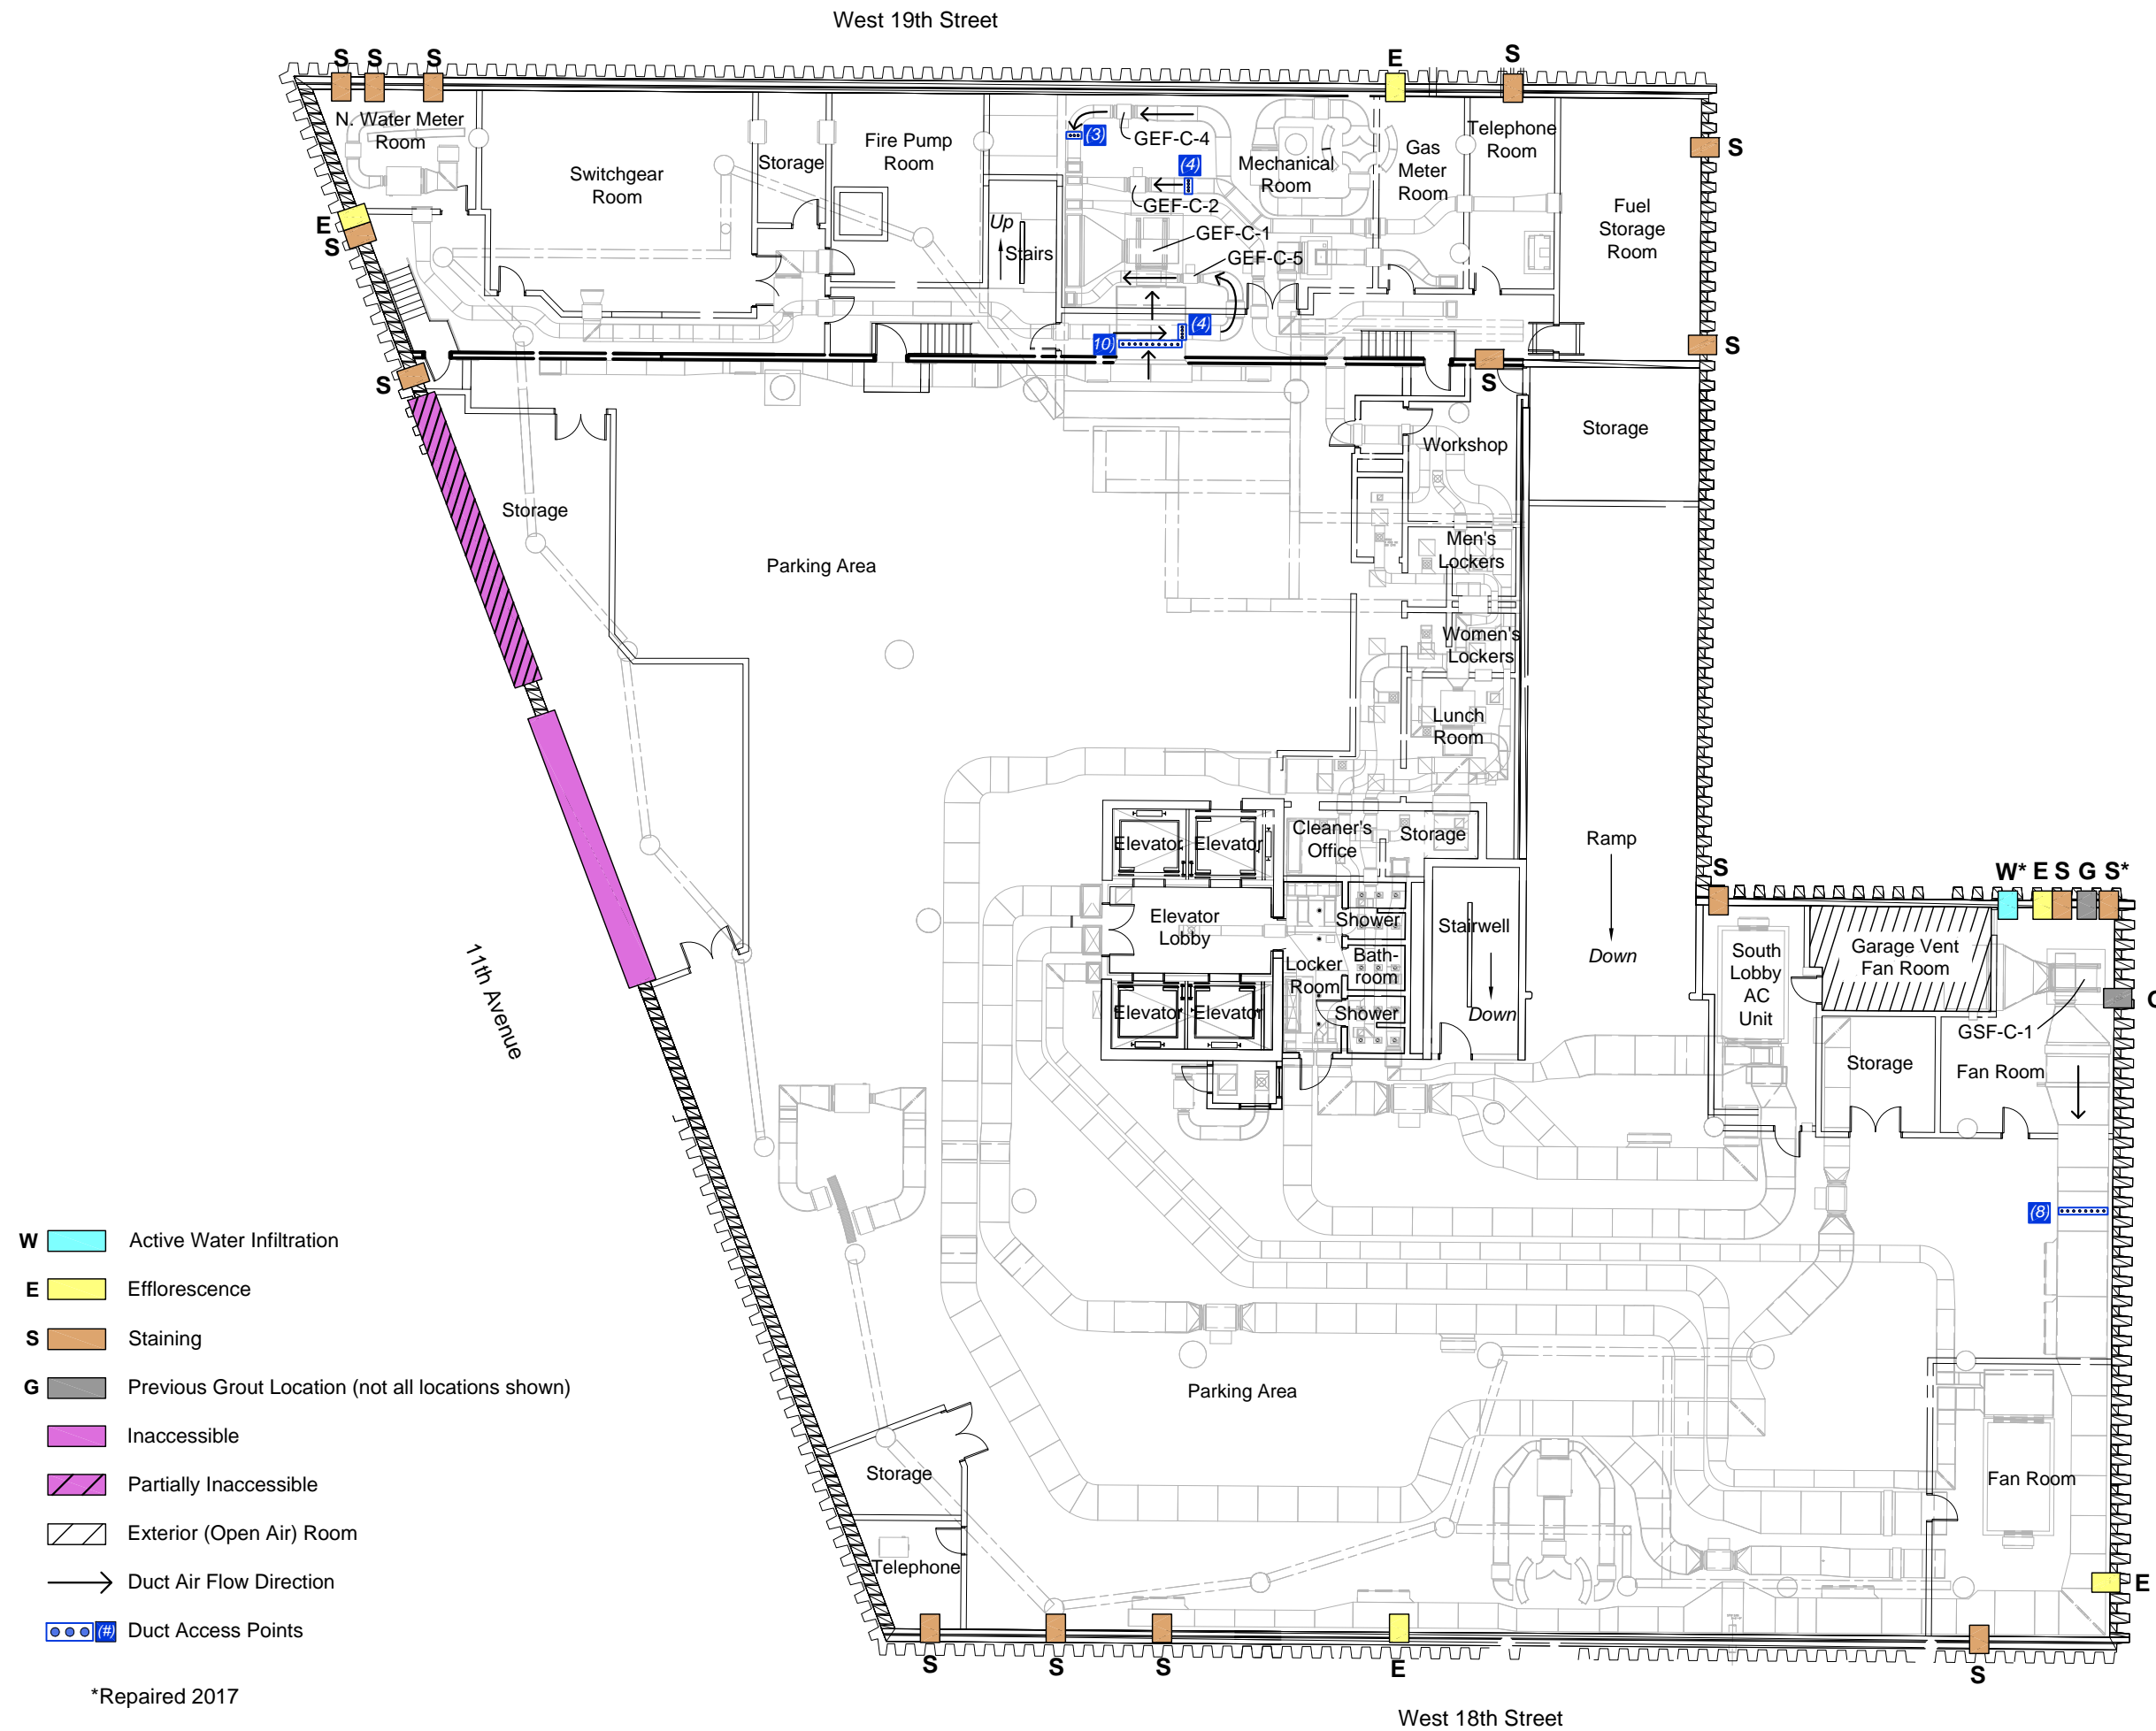 West 19th Street
S
S
S
E
S
N. Water Meter
Room
Switchgear
Room
Storage
Fire Pump
Room
(3)
GEF-C-4
(4)
GEF-C-2
Mechanical
Room
Gas
Meter
Room
Telephone
Room
S
Fuel
Storage
Room
E
S
Up
Stairs
GEF-C-1
GEF-C-5
(4)
10)
S
S
S
Storage
Workshop
Storage
Parking Area
Men's
Lockers
Women's
Lockers
Lunch
Room
Elevator
Elevator
Cleaner's
Office
Storage
Ramp
Down
S
W*
E
S
G
S*
Elevator
Lobby
Shower
Stairwell
Locker
Room
Bath-
room
Shower
Down
Elevator
Elevator
South
Lobby
AC
Unit
Garage Vent
Fan Room
GSF-C-1
Storage
Fan Room
11th Avenue
(8)
W
Active Water Infiltration
E
Efflorescence
S
Staining
G
Previous Grout Location (not all locations shown)
Inaccessible
Partially Inaccessible
Exterior (Open Air) Room
Duct Air Flow Direction
(#)
Duct Access Points
*Repaired 2017
Parking Area
Storage
Telephone
Fan Room
E
S
S
S
E
S
West 18th Street